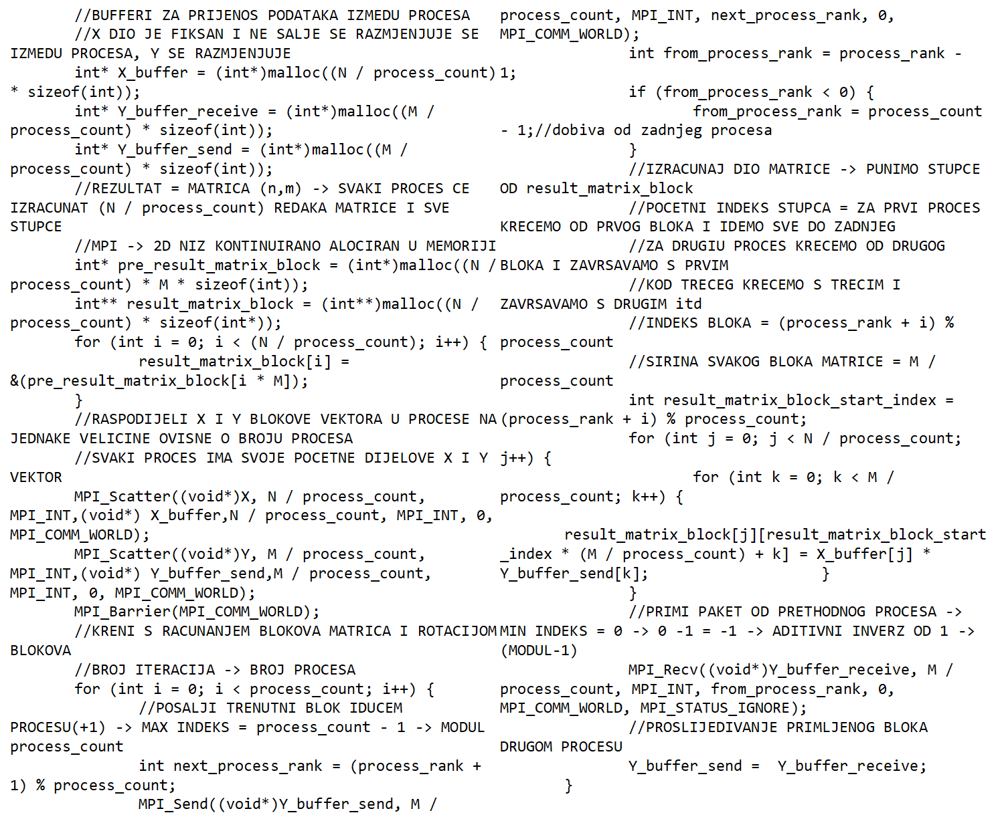 //BUFFERI ZA PRIJENOS PODATAKA IZMEDU PROCESA
//X DIO JE FIKSAN I NE SALJE SE RAZMJENJUJE SE
IZMEDU PROCESA, Y SE RAZMJENJUJE
int* X_buffer = (int*)malloc((N / process_count)
* sizeof(int));
int* Y_buffer_receive = (int*)malloc((M /
process_count) * sizeof(int));
int* Y_buffer_send = (int*)malloc((M /
process_count) * sizeof(int));
//REZULTAT = MATRICA (n,m) -> SVAKI PROCES CE
IZRACUNAT (N / process_count) REDAKA MATRICE I SVE
STUPCE
//MPI -> 2D NIZ KONTINUIRANO ALOCIRAN U MEMORIJI
int* pre_result_matrix_block = (int*)malloc((N /
process_count) * M * sizeof(int));
int** result_matrix_block = (int**)malloc((N /
process_count) * sizeof(int*));
for (int i = 0; i < (N / process_count); i++) {
result_matrix_block[i] =
&(pre_result_matrix_block[i * M]);
}
//RASPODIJELI X I Y BLOKOVE VEKTORA U PROCESE NA
JEDNAKE VELICINE OVISNE O BROJU PROCESA
//SVAKI PROCES IMA SVOJE POCETNE DIJELOVE X I Y
VEKTOR
MPI_Scatter((void*)X, N / process_count,
MPI_INT,(void*) X_buffer,N / process_count, MPI_INT, 0,
MPI_COMM_WORLD);
MPI_Scatter((void*)Y, M / process_count,
MPI_INT,(void*) Y_buffer_send,M / process_count,
MPI_INT, 0, MPI_COMM_WORLD);
MPI_Barrier(MPI_COMM_WORLD);
//KRENI S RACUNANJEM BLOKOVA MATRICA I ROTACIJOM
BLOKOVA
//BROJ ITERACIJA -> BROJ PROCESA
for (int i = 0; i < process_count; i++) {
//POSALJI TRENUTNI BLOK IDUCEM
PROCESU(+1) -> MAX INDEKS = process_count - 1 -> MODUL
process_count
int next_process_rank = (process_rank +
1) % process_count;
MPI_Send((void*)Y_buffer_send, M /
process_count, MPI_INT, next_process_rank, 0,
MPI_COMM_WORLD);
int from_process_rank = process_rank -
1;
if (from_process_rank < 0) {
from_process_rank = process_count
- 1;//dobiva od zadnjeg procesa
}
//IZRACUNAJ DIO MATRICE -> PUNIMO STUPCE
OD result_matrix_block
//POCETNI INDEKS STUPCA = ZA PRVI PROCES
KRECEMO OD PRVOG BLOKA I IDEMO SVE DO ZADNJEG
//ZA DRUGIU PROCES KRECEMO OD DRUGOG
BLOKA I ZAVRSAVAMO S PRVIM
//KOD TRECEG KRECEMO S TRECIM I
ZAVRSAVAMO S DRUGIM itd
//INDEKS BLOKA = (process_rank + i) %
process_count
//SIRINA SVAKOG BLOKA MATRICE = M /
process_count
int result_matrix_block_start_index =
(process_rank + i) % process_count;
for (int j = 0; j < N / process_count;
j++) {
for (int k = 0; k < M /
process_count; k++) {
result_matrix_block[j][result_matrix_block_start
_index * (M / process_count) + k] = X_buffer[j] *
Y_buffer_send[k]; }
}
//PRIMI PAKET OD PRETHODNOG PROCESA ->
MIN INDEKS = 0 -> 0 -1 = -1 -> ADITIVNI INVERZ OD 1 ->
(MODUL-1)
MPI_Recv((void*)Y_buffer_receive, M /
process_count, MPI_INT, from_process_rank, 0,
MPI_COMM_WORLD, MPI_STATUS_IGNORE);
//PROSLIJEDIVANJE PRIMLJENOG BLOKA
DRUGOM PROCESU
Y_buffer_send = Y_buffer_receive;
}